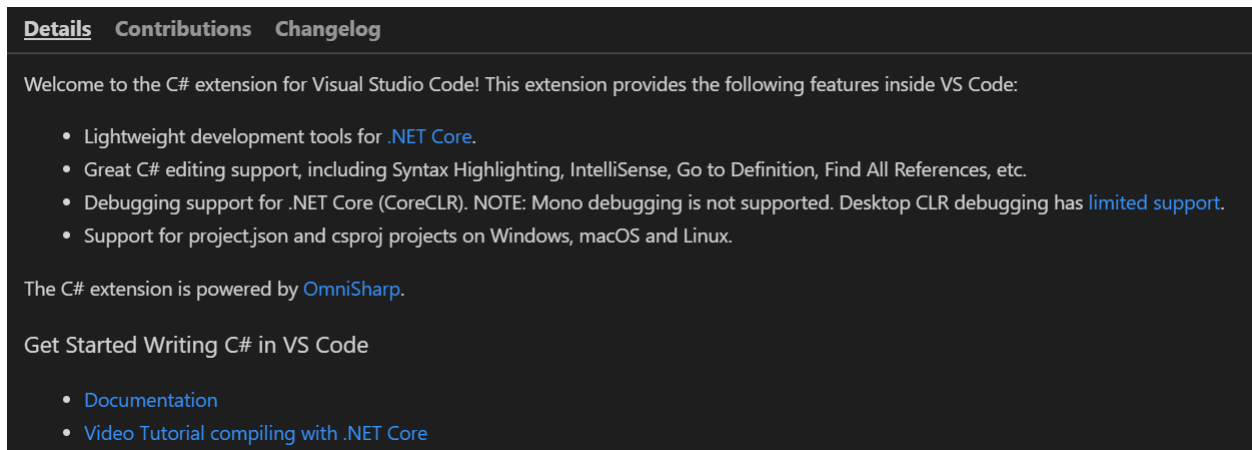 Details Contributions Changelog
Welcome to the C# extension for Visual Studio Code! This extension provides the following features inside VS Code:
• Lightweight development tools for .NET Core.
• Great C# editing support, including Syntax Highlighting, IntelliSense, Go to Definition, Find All References, etc.
• Debugging support for .NET Core (CoreCLR). NOTE: Mono debugging is not supported. Desktop CLR debugging has limited support.
• Support for project.json and csproj projects on Windows, macOS and Linux.
The C# extension is powered by OmniSharp.
Get Started Writing C# in VS Code
• Documentation
• Video Tutorial compiling with .NET Core